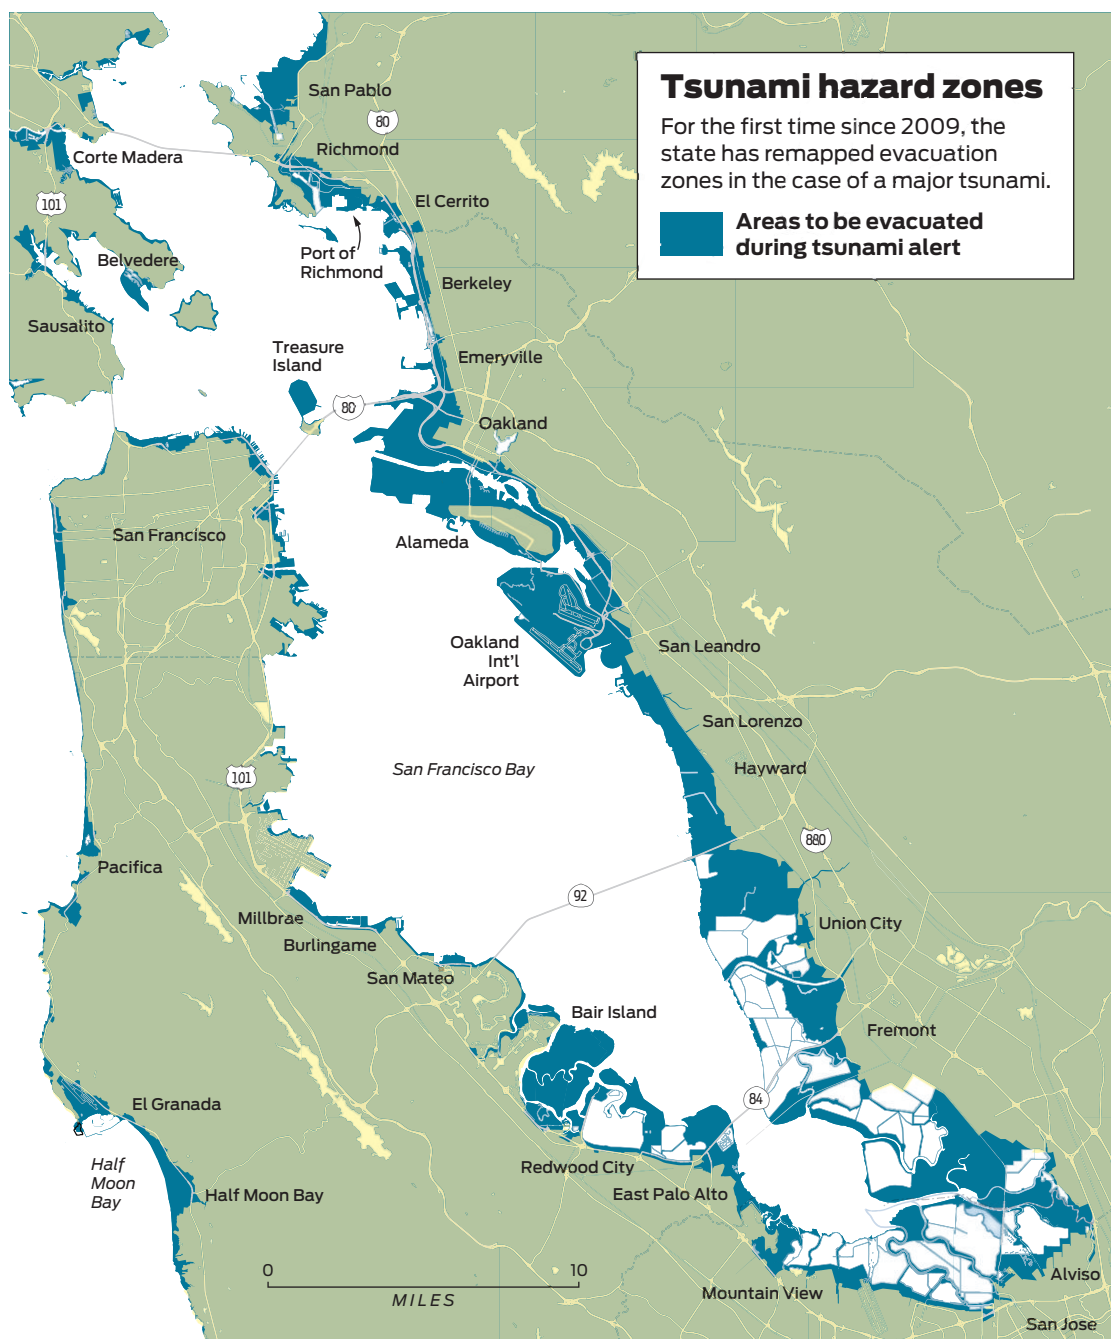 Tsunami hazard zones
For the first time since 2009, the
state has remapped evacuation
zones in the case of a major tsunami.
Areas to be evacuated
during tsunami alert
San Pablo
80
Richmond
Corte Madera
101
El Cerrito
Port of
Richmond
Belvedere
Berkeley
Sausalito
Treasure
Island
Emeryville
80
Oakland
San Francisco
Alameda
Oakland
Int'l
Airport
San Leandro
San Lorenzo
San Francisco Bay
Hayward
101
880
Pacifica
92
Millbrae
Burlingame
Union City
San Mateo
Bair Island
Fremont
84
El Granada
Half
Moon
Bay
Redwood City
East Palo Alto
Half Moon Bay
0
10
MILES
Mountain View
Alviso
San Jose